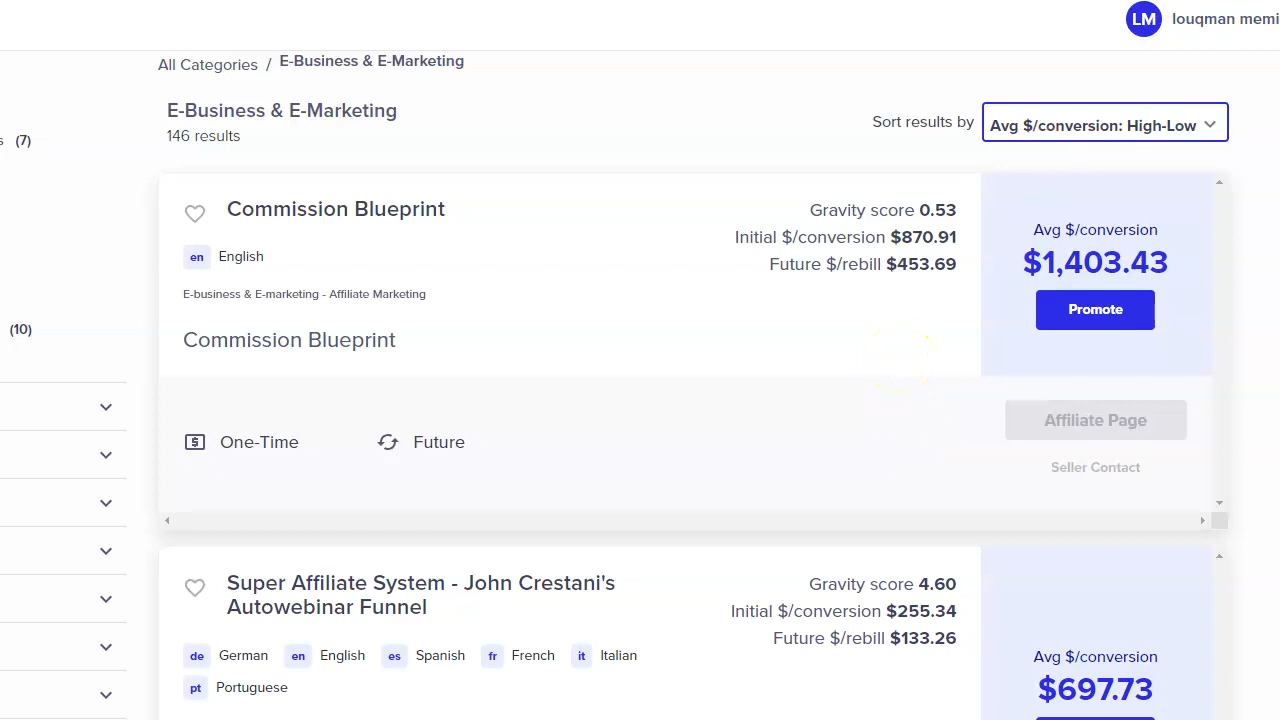 LM louqman memi
All Categories / E-Business & E-Marketing
E-Business & E-Marketing
146 results
Sort results by Avg $/conversion: High-Low
(7)
(10)
Commission Blueprint
en English
E-business & E-marketing - Affiliate Marketing
Commission Blueprint
Gravity score 0.53
Initial $/conversion $870.91
Future $/rebill $453.69
Avg $/conversion
$1,403.43
Promote
One-Time Future
Affiliate Page
Seller Contact
Super Affiliate System - John Crestani's
Autowebinar Funnel
de German en English es Spanish fr French it Italian
pt Portuguese
Gravity score 4.60
Initial $/conversion $255.34
Future $/rebill $133.26
Avg $/conversion
$697.73